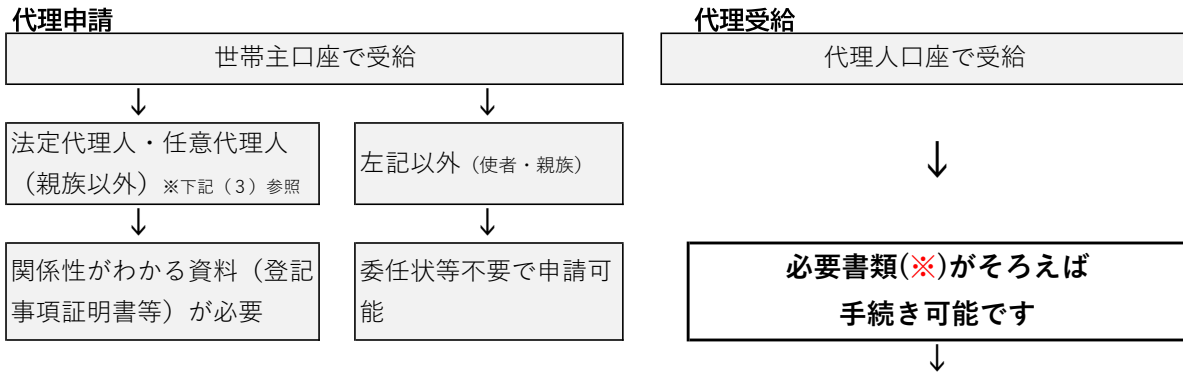 代理申請
世帯主口座で受給
↓
↓
法定代理人・任意代理人
（親族以外）※下記（３）参照
左記以外（使者・親族）
↓
↓
関係性がわかる資料（登記
事項証明書等）が必要
委任状等不要で申請可
能
代理受給
代理人口座で受給
↓
必要書類(※)がそろえば
手続き可能です
↓